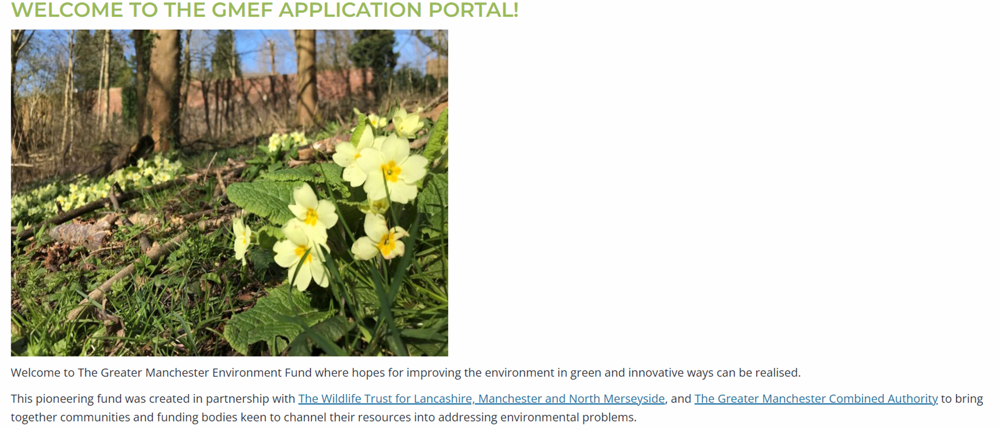 WELCOME TO THE GMEF APPLICATION PORTAL!
Welcome to The Greater Manchester Environment Fund where hopes for improving the environment in green and innovative ways can be realised.
This pioneering fund was created in partnership with The Wildlife Trust for Lancashire, Manchester and North Merseyside, and The Greater Manchester Combined Authority to bring
together communities and funding bodies keen to channel their resources into addressing environmental problems.